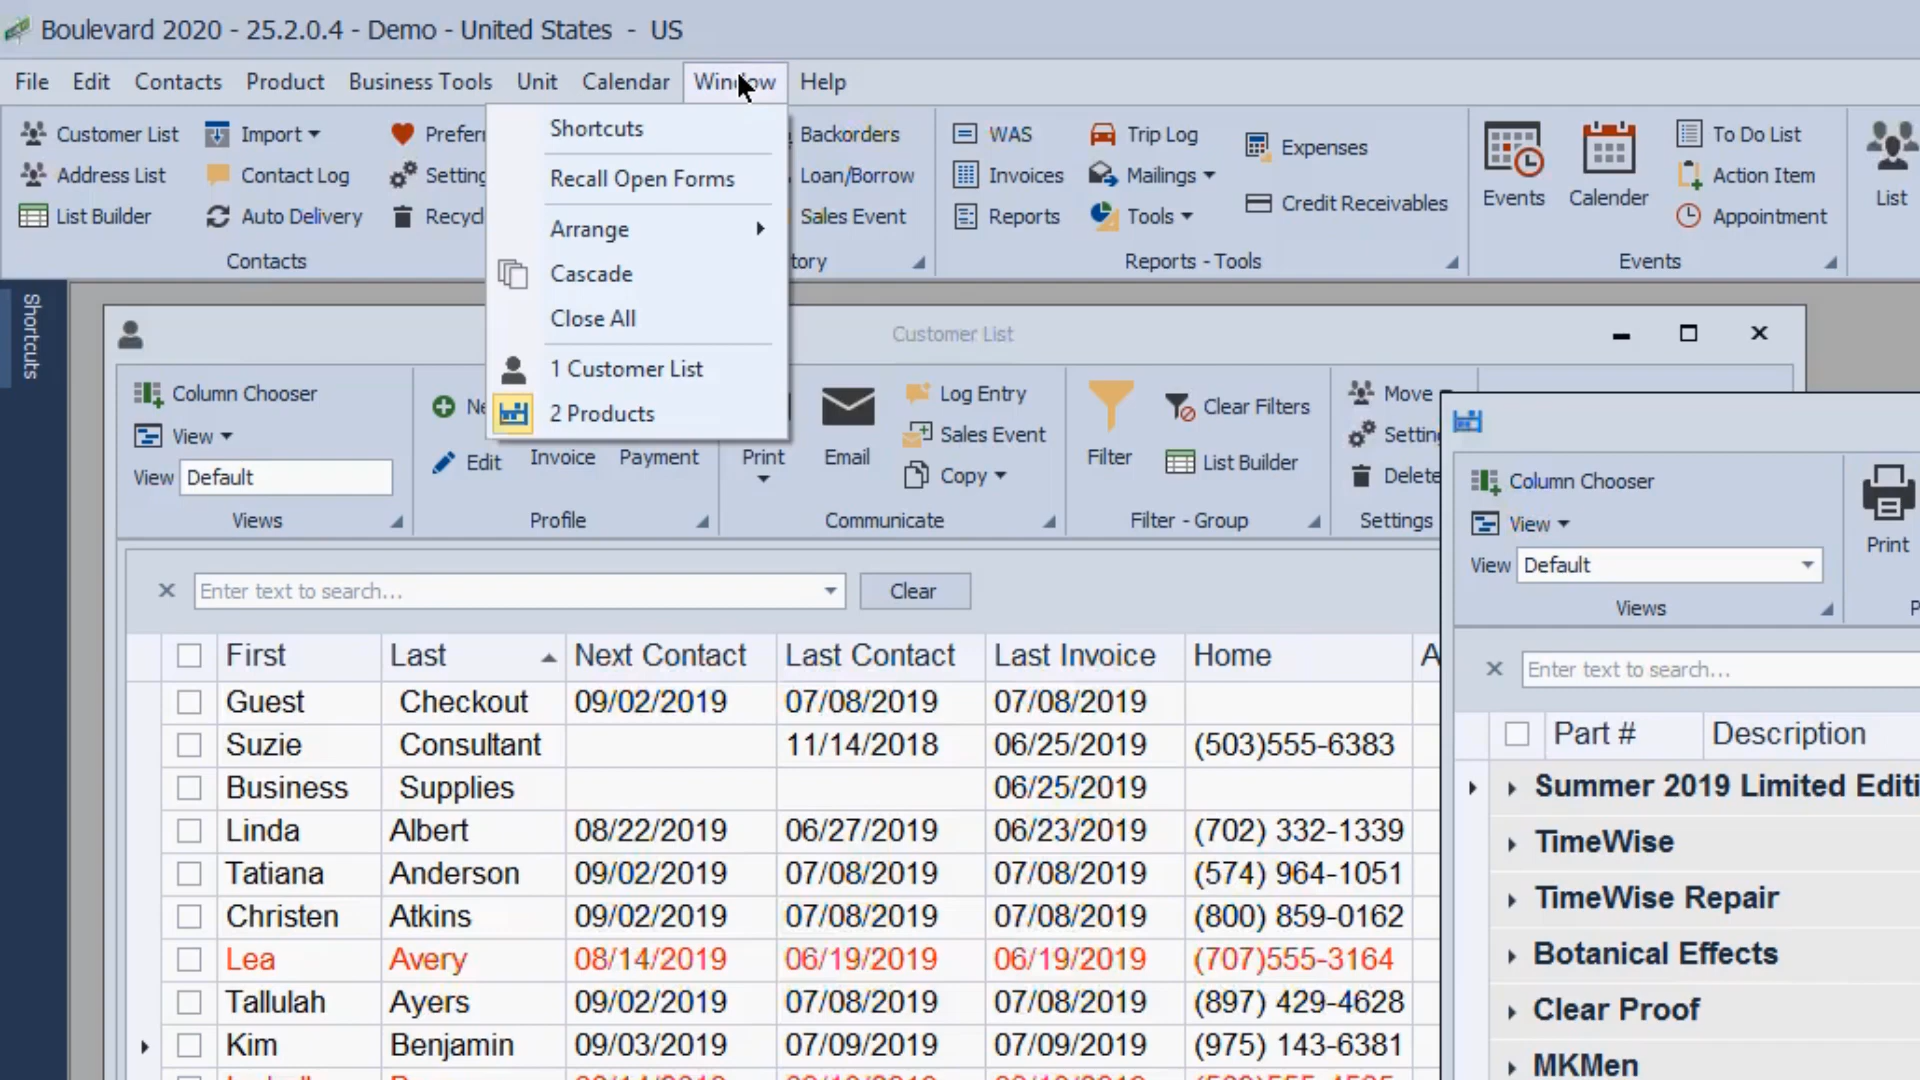 Boulevard 2020 - 25.2.0.4 - Demo - United States - US
File Edit Contacts Product Business Tools Unit Calendar Window Help
Customer List Import Prefer Shortcuts Backorders WAS Trip Log Expenses To Do List
Address List Contact Log Setting Recall Open Forms Loan/Borrow Invoices Mailings Events Calender Action Item List
List Builder Auto Delivery Recycl Arrange Sales Event Reports Tools Credit Receivables Appointment
Contacts tory Reports - Tools Events
Shortcuts
Cascade
Close All
Customer List
1 Customer List
2 Products
Column Chooser Ne Log Entry Clear Filters Move
View Sales Event Setting
View Default Edit Invoice Payment Print Email Copy Filter List Builder Delete
Views Profile Communicate Filter - Group Settings
Column Chooser
View
View Default Print
Views P
Enter text to search... Clear
Enter text to search...
First Last Next Contact Last Contact Last Invoice Home A
Guest Checkout 09/02/2019 07/08/2019 07/08/2019
Suzie Consultant 11/14/2018 06/25/2019 (503)555-6383
Business Supplies 06/25/2019
Linda Albert 08/22/2019 06/27/2019 06/23/2019 (702) 332-1339
Tatiana Anderson 09/02/2019 07/08/2019 07/08/2019 (574) 964-1051
Christen Atkins 09/02/2019 07/08/2019 07/08/2019 (800) 859-0162
Lea Avery 08/14/2019 06/19/2019 06/19/2019 (707)555-3164
Tallulah Ayers 09/02/2019 07/08/2019 07/08/2019 (897) 429-4628
Kim Benjamin 09/03/2019 07/09/2019 07/09/2019 (975) 143-6381
Part # Description
Summer 2019 Limited Editi
TimeWise
TimeWise Repair
Botanical Effects
Clear Proof
MKMen